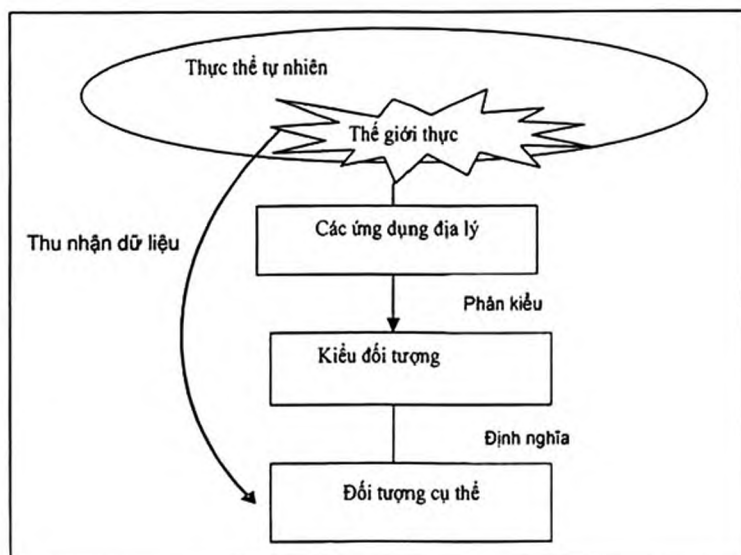 Thực thể tự nhiên
Thế giới thực
Các ứng dụng địa lý
Thu nhận dữ liệu
Phân kiểu
Kiểu đối tượng
Định nghĩa
Đối tượng cụ thể